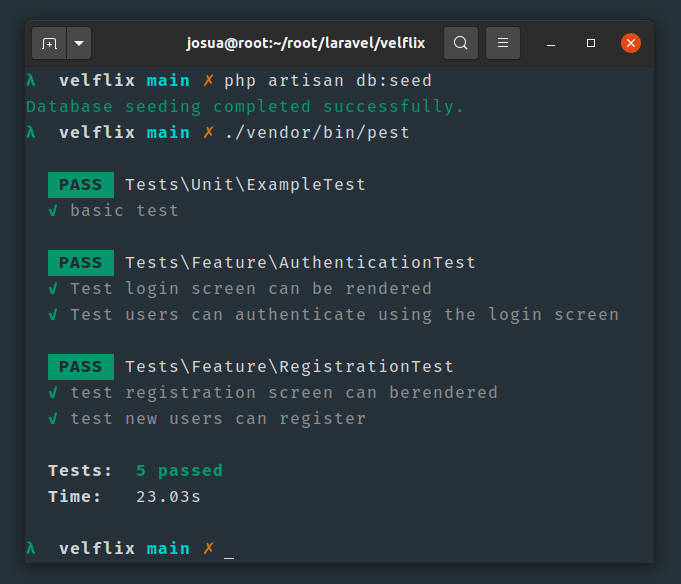 josua@root:~/root/laravel/velflix
λ velflix main ✗ php artisan db:seed
Database seeding completed successfully.
λ velflix main ✗ ./vendor/bin/pest
PASS Tests\Unit\ExampleTest
√ basic test
PASS Tests\Feature\AuthenticationTest
√ Test login screen can be rendered
√ Test users can authenticate using the login screen
PASS Tests\Feature\RegistrationTest
√ test registration screen can berendered
√ test new users can register
Tests: 5 passed
Time: 23.03s
λ velflix main ✗ _